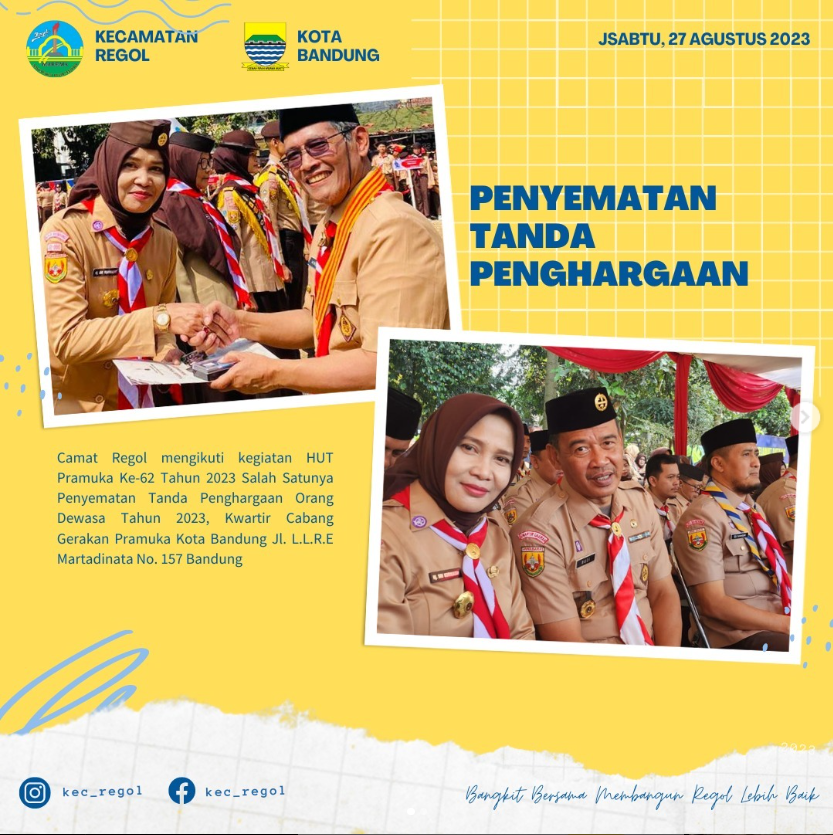 KECAMATAN
REGOL
KOTA
BANDUNG
JSABTU, 27 AGUSTUS 2023
PENYEMATAN
TANDA
PENGHARGAAN
Camat Regol mengikuti kegiatan HUT
Pramuka Ke-62 Tahun 2023 Salah Satunya
Penyematan Tanda Penghargaan Orang
Dewasa Tahun 2023, Kwartir Cabang
Gerakan Pramuka Kota Bandung Jl. L.L.R.E
Martadinata No. 157 Bandung
kec_regol
kec_regol
Bangkit Bersama Membangun Regol Lebih Baik